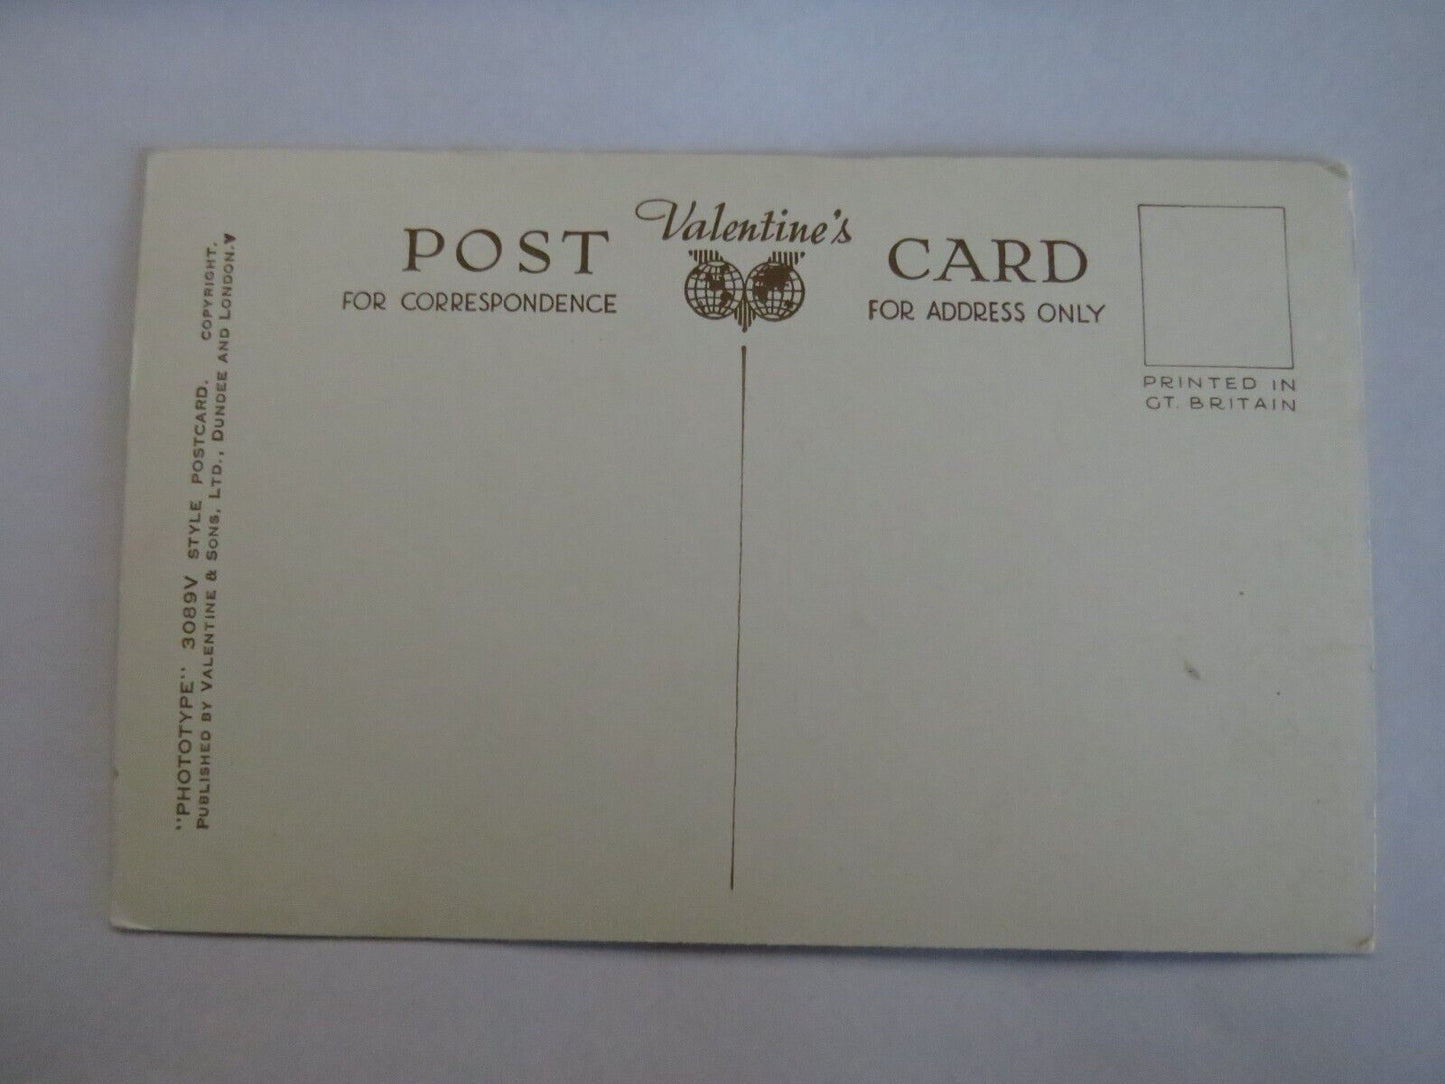 POST Valentine's CARD
FOR CORRESPONDENCE
FOR ADDRESS ONLY
PRINTED IN
GT. BRITAIN
"PHOTOTYPE" 3089V STYLE POSTCARD. COPYRIGHT.
PUBLISHED BY VALENTINE & SONS, LTD., DUNDEE AND LONDON.